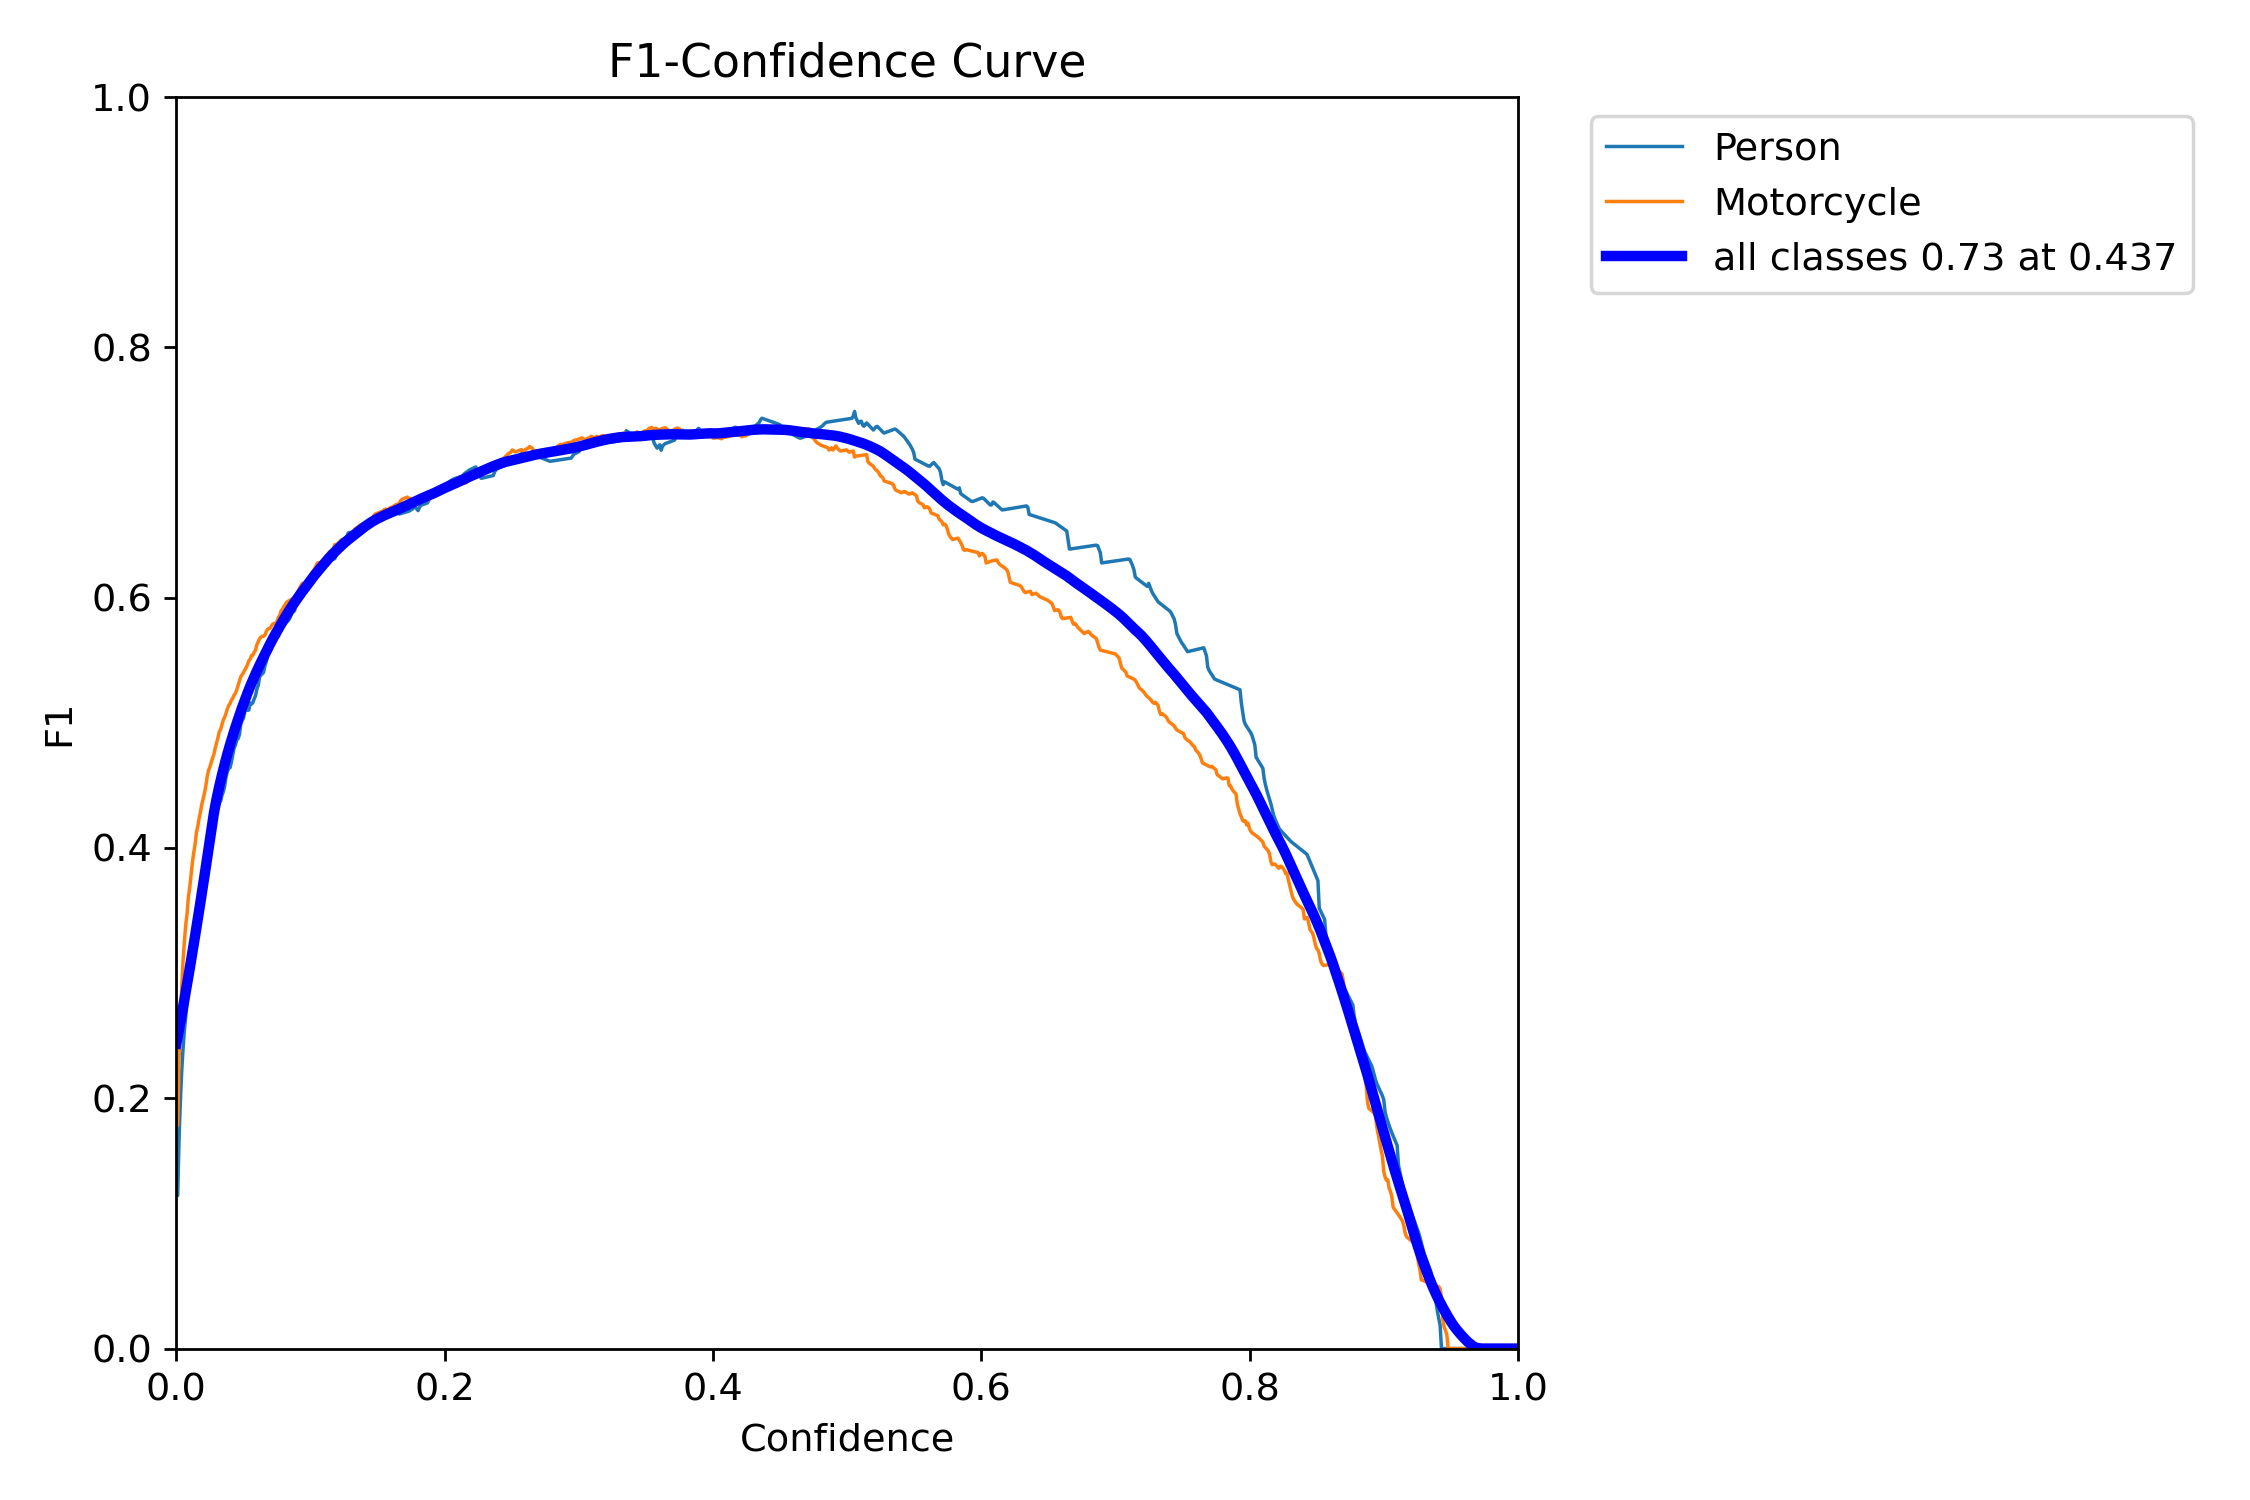 F1-Confidence Curve
1.0
0.8
0.6
0.4
0.2
0.0
F1
0.0 0.2 0.4 0.6 0.8 1.0
Confidence
Person
Motorcycle
all classes 0.73 at 0.437